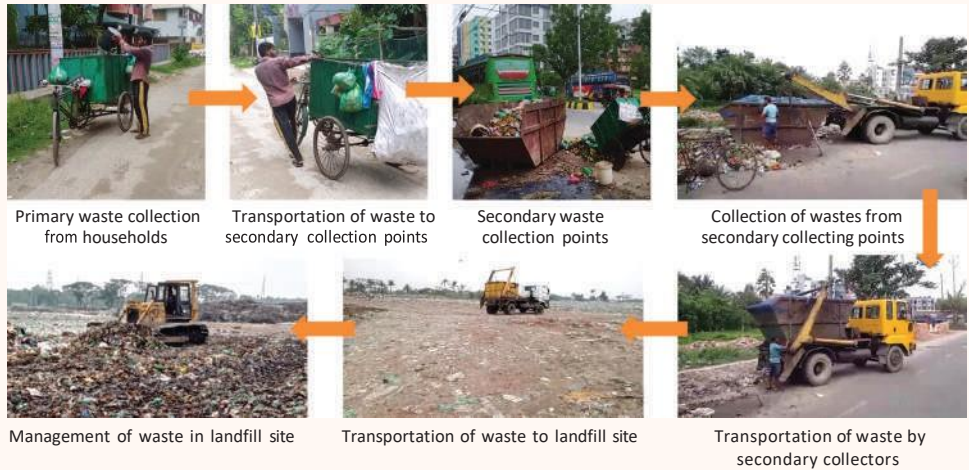 Primary waste collection
from households
Transportation of waste to
secondary collection points
Secondary waste
collection points
Collection of wastes from
secondary collecting points
Management of waste in landfill site
Transportation of waste to landfill site
Transportation of waste by
secondary collectors